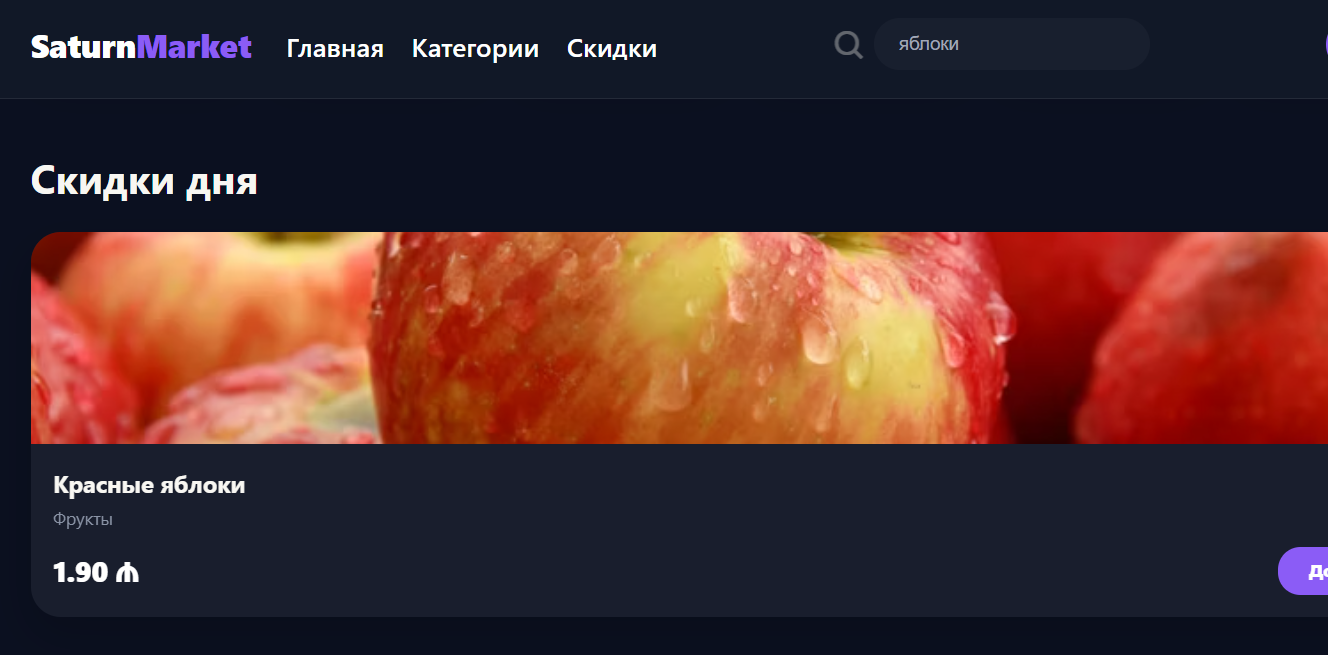 SaturnMarket Главная Категории Скидки яблоки
Скидки дня
Красные яблоки
Фрукты
1.90 ₼